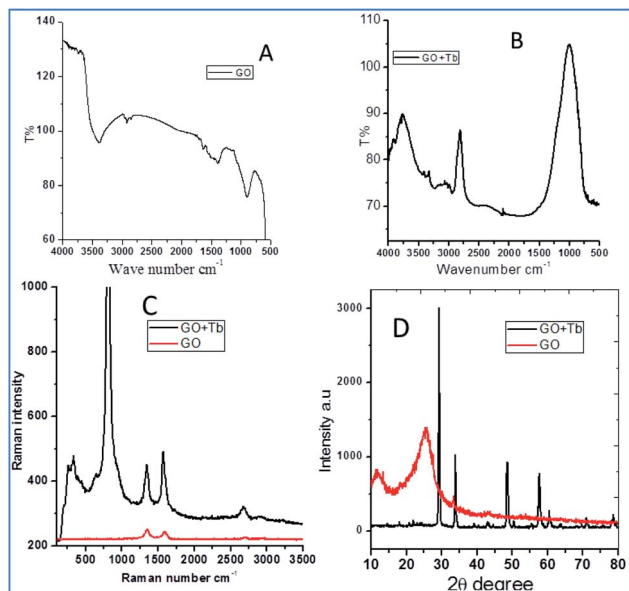 A
GO
T%
140
120
100
80
60
4000 3500 3000 2500 2000 1500 1000 500
Wave number cm⁻¹
B
GO+Tb
T%
110
100
90
80
70
4000 3500 3000 2500 2000 1500 1000 500
Wavenumber cm⁻¹
C
GO+Tb
GO
Raman intensity
1000
800
600
400
200
500 1000 1500 2000 2500 3000 3500
Raman number cm⁻¹
D
GO+Tb
GO
Intensity a.u
3000
2000
1000
0
10 20 30 40 50 60 70 80
2θ degree